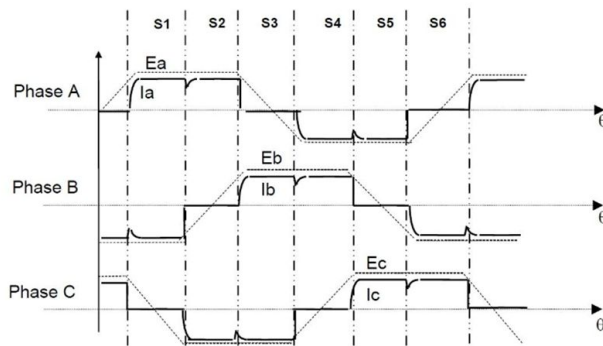 S1 S2 S3 S4 S5 S6
Ea
Phase A
Ia
θ
Eb
Phase B
Ib
θ
Ec
Phase C
Ic
θ